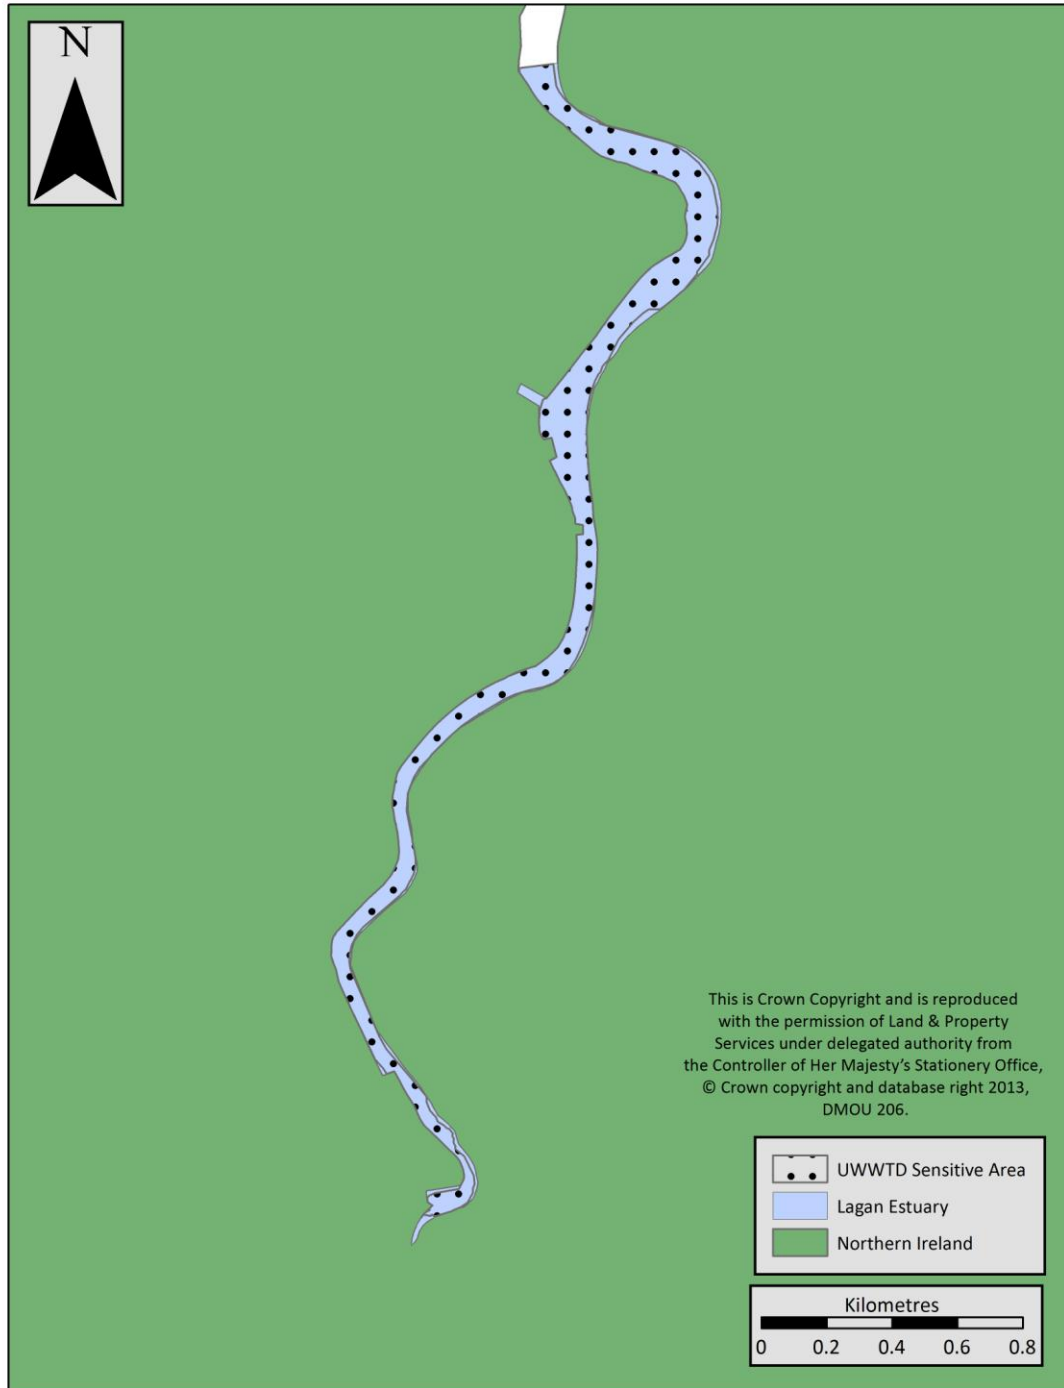 N
This is Crown Copyright and is reproduced
with the permission of Land & Property
Services under delegated authority from
the Controller of Her Majesty’s Stationery Office,
© Crown copyright and database right 2013,
DMOU 206.
UWWTD Sensitive Area
Lagan Estuary
Northern Ireland
Kilometres
0 0.2 0.4 0.6 0.8